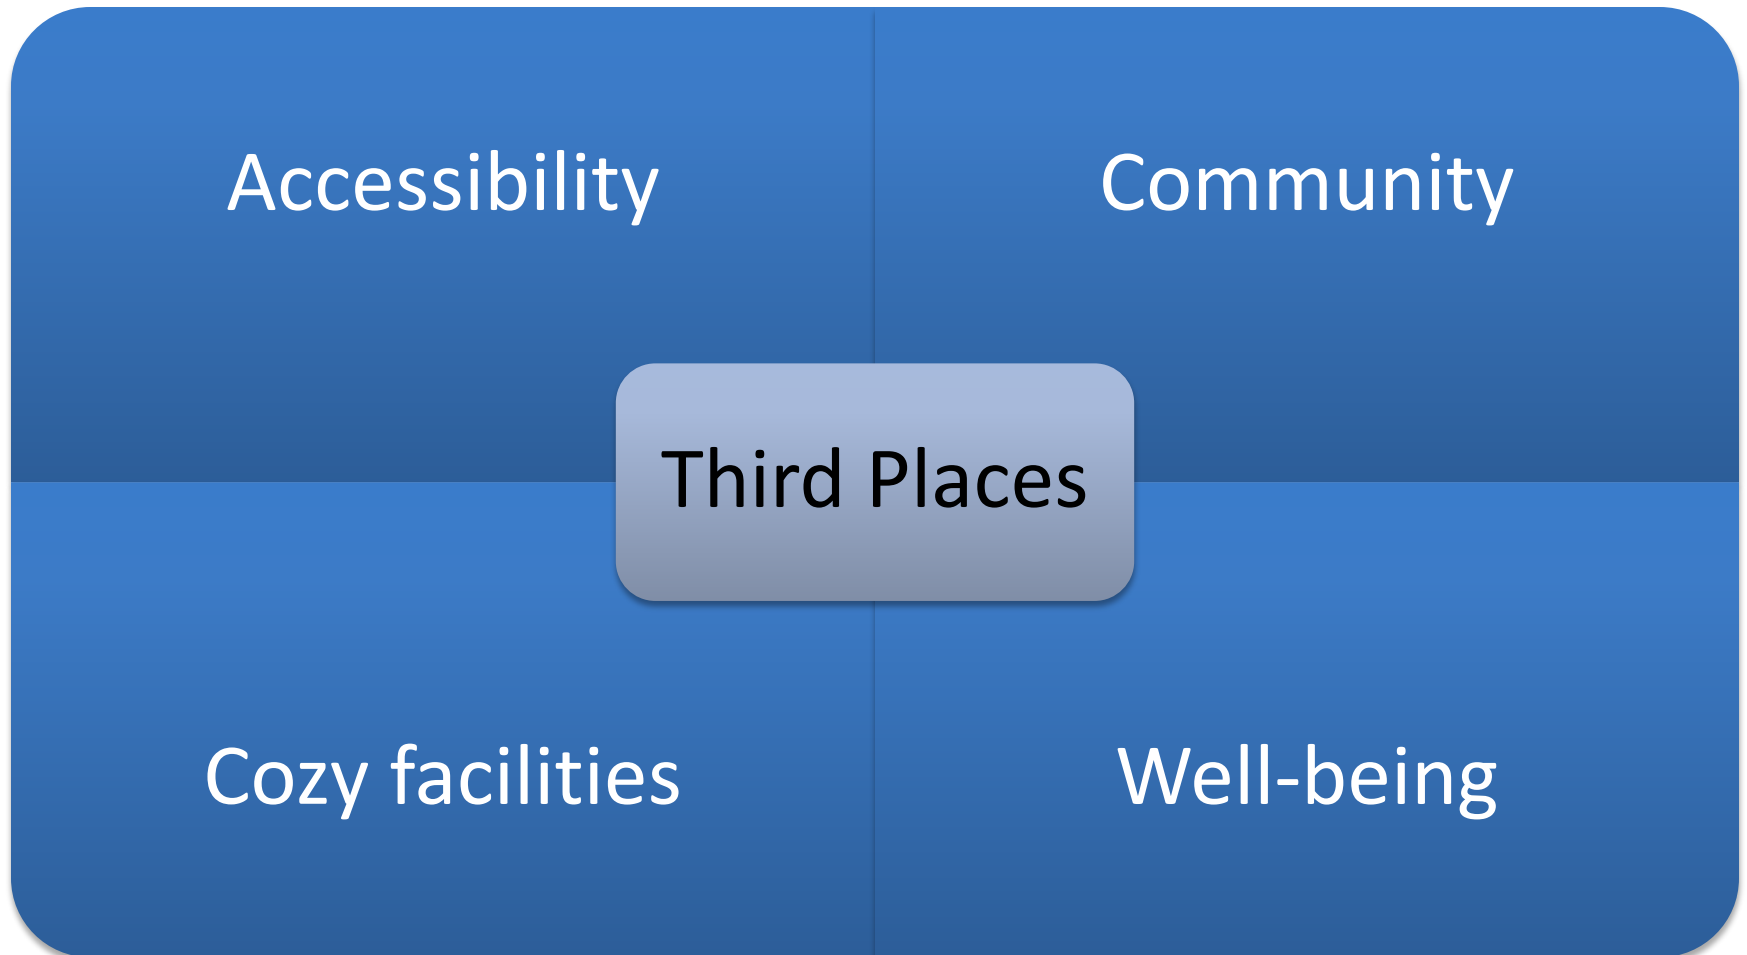 Accessibility
Community
Third Places
Cozy facilities
Well-being